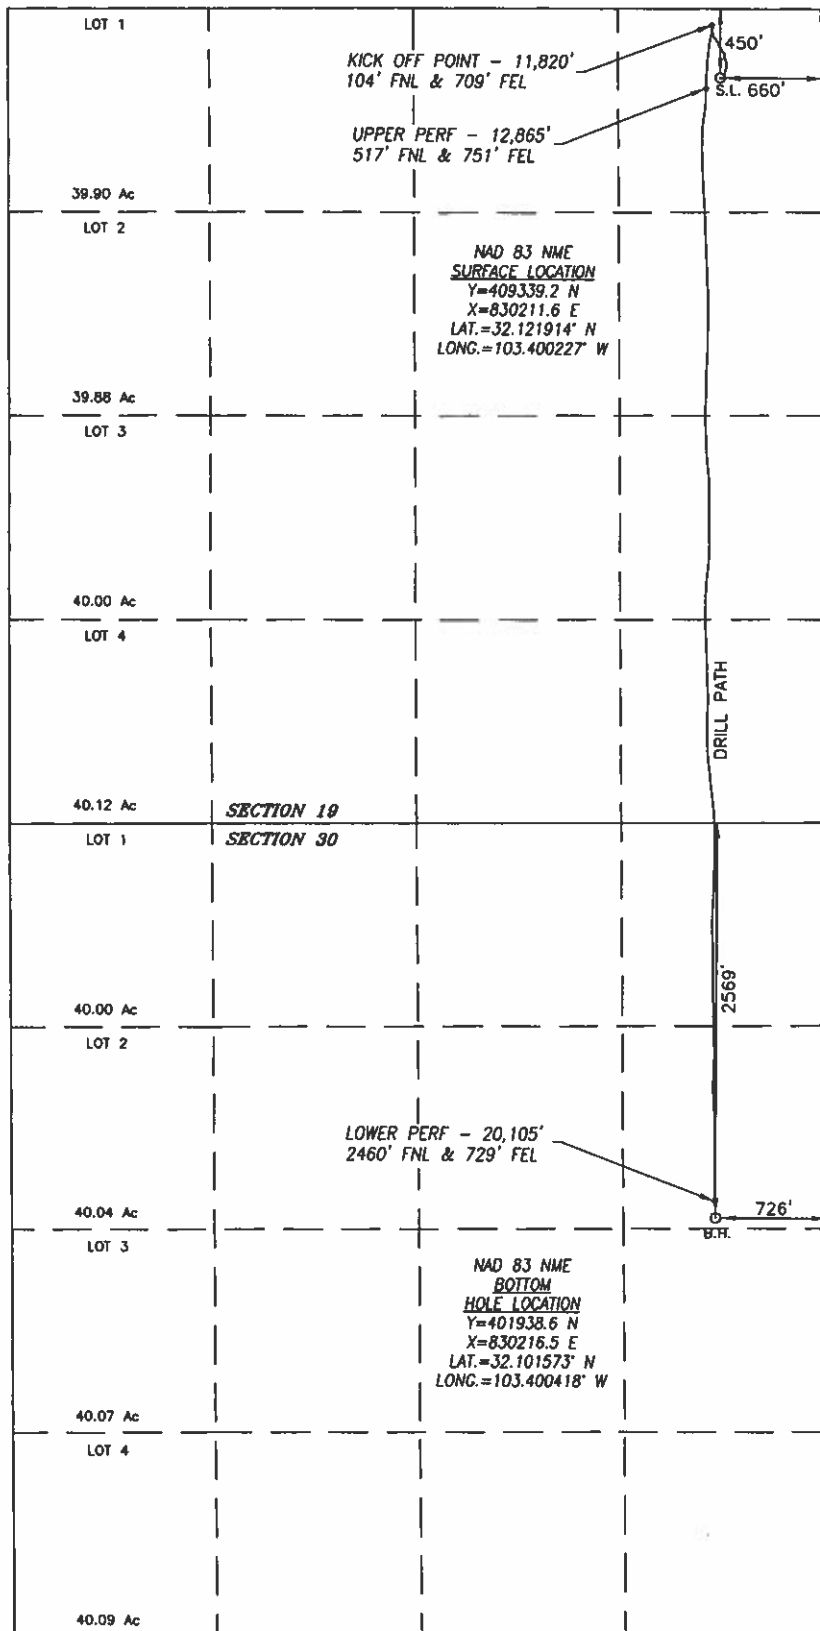 LOT 1
450'
KICK OFF POINT - 11,820'
104' FNL & 709' FEL
S.L. 660'
UPPER PERF - 12,865'
517' FNL & 751' FEL
39.90 Ac
LOT 2
NAD 83 NME
SURFACE LOCATION
Y=409339.2 N
X=830211.6 E
LAT.=32.121914° N
LONG.=103.400227° W
39.88 Ac
LOT 3
40.00 Ac
LOT 4
DRILL PATH
40.12 Ac
SECTION 19
LOT 1
SECTION 30
2569'
40.00 Ac
LOT 2
LOWER PERF - 20,105'
2460' FNL & 729' FEL
726'
B.H.
40.04 Ac
LOT 3
NAD 83 NME
BOTTOM
HOLE LOCATION
Y=401938.6 N
X=830216.5 E
LAT.=32.101573° N
LONG.=103.400418° W
40.07 Ac
LOT 4
40.09 Ac